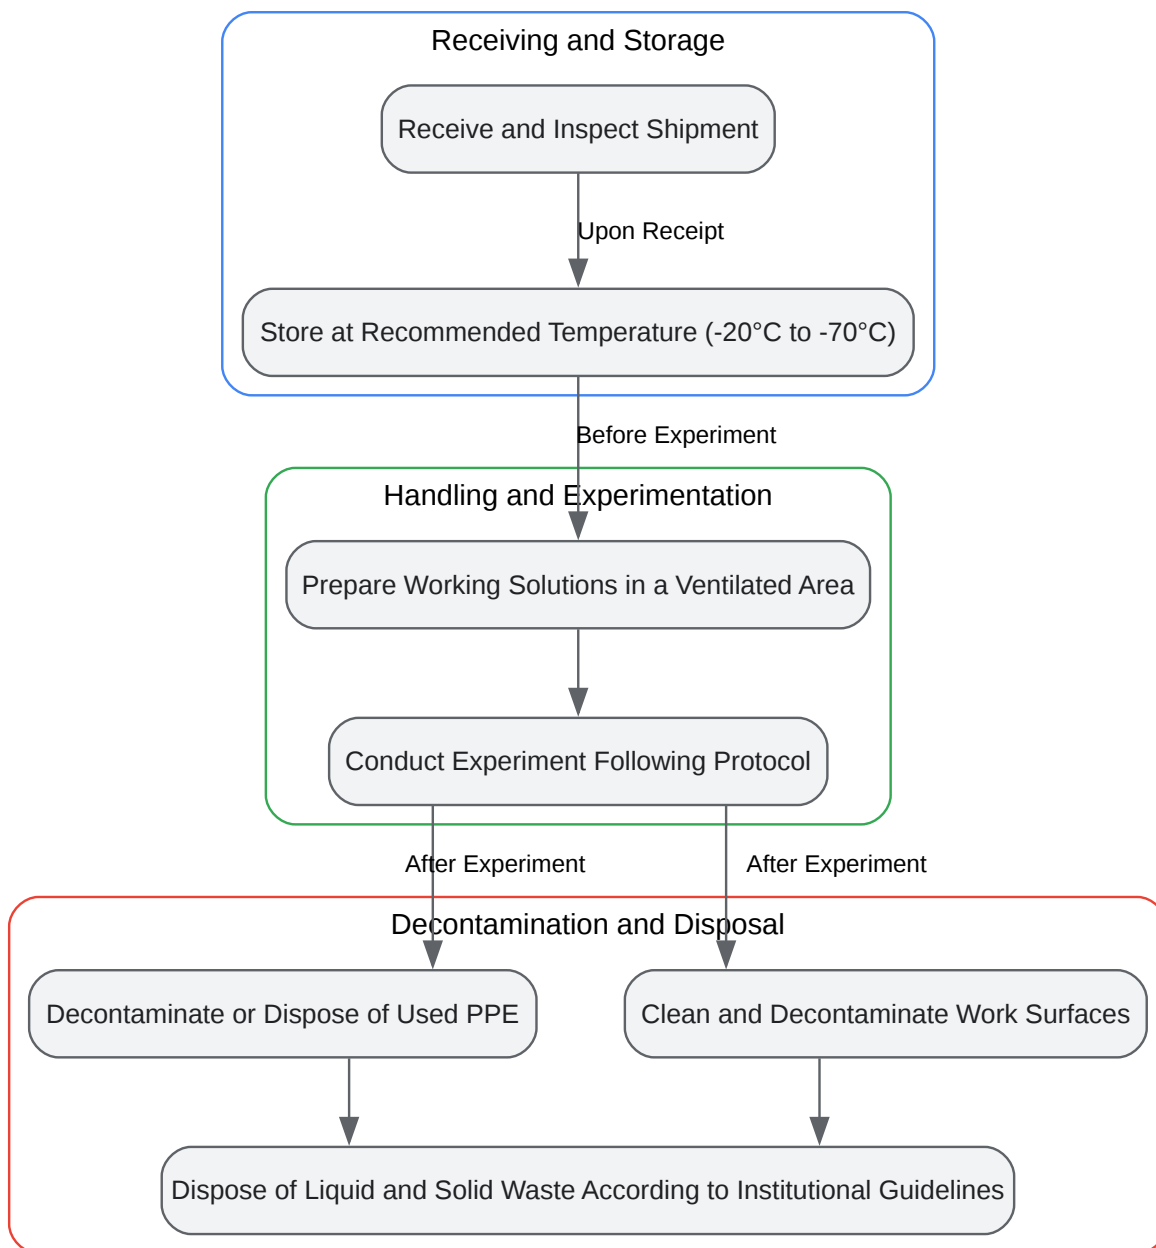 Receiving and Storage
Receive and Inspect Shipment
Upon Receipt
Store at Recommended Temperature (-20°C to -70°C)
Before Experiment
Handling and Experimentation
Prepare Working Solutions in a Ventilated Area
Conduct Experiment Following Protocol
After Experiment
After Experiment
Decontamination and Disposal
Decontaminate or Dispose of Used PPE
Clean and Decontaminate Work Surfaces
Dispose of Liquid and Solid Waste According to Institutional Guidelines